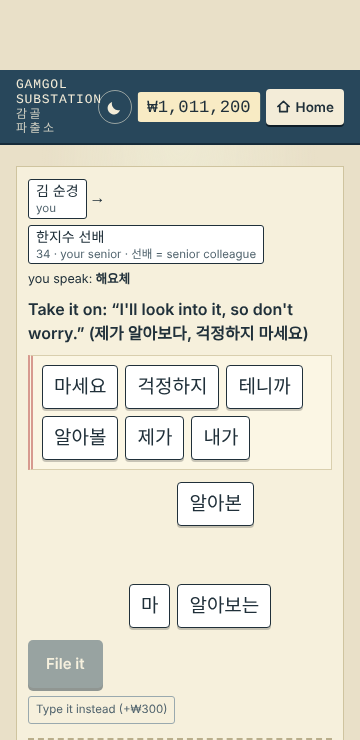 GAMGOL
SUBSTATION
감골
파출소
₩1,011,200
Home
김 순경
you
→
한지수 선배
34 · your senior · 선배 = senior colleague
you speak: 해요체
Take it on: “I'll look into it, so don't
worry.” (제가 알아보다, 걱정하지 마세요)
마세요 걱정하지 테니까
알아볼 제가 내가
알아본
마 알아보는
File it
Type it instead (+₩300)